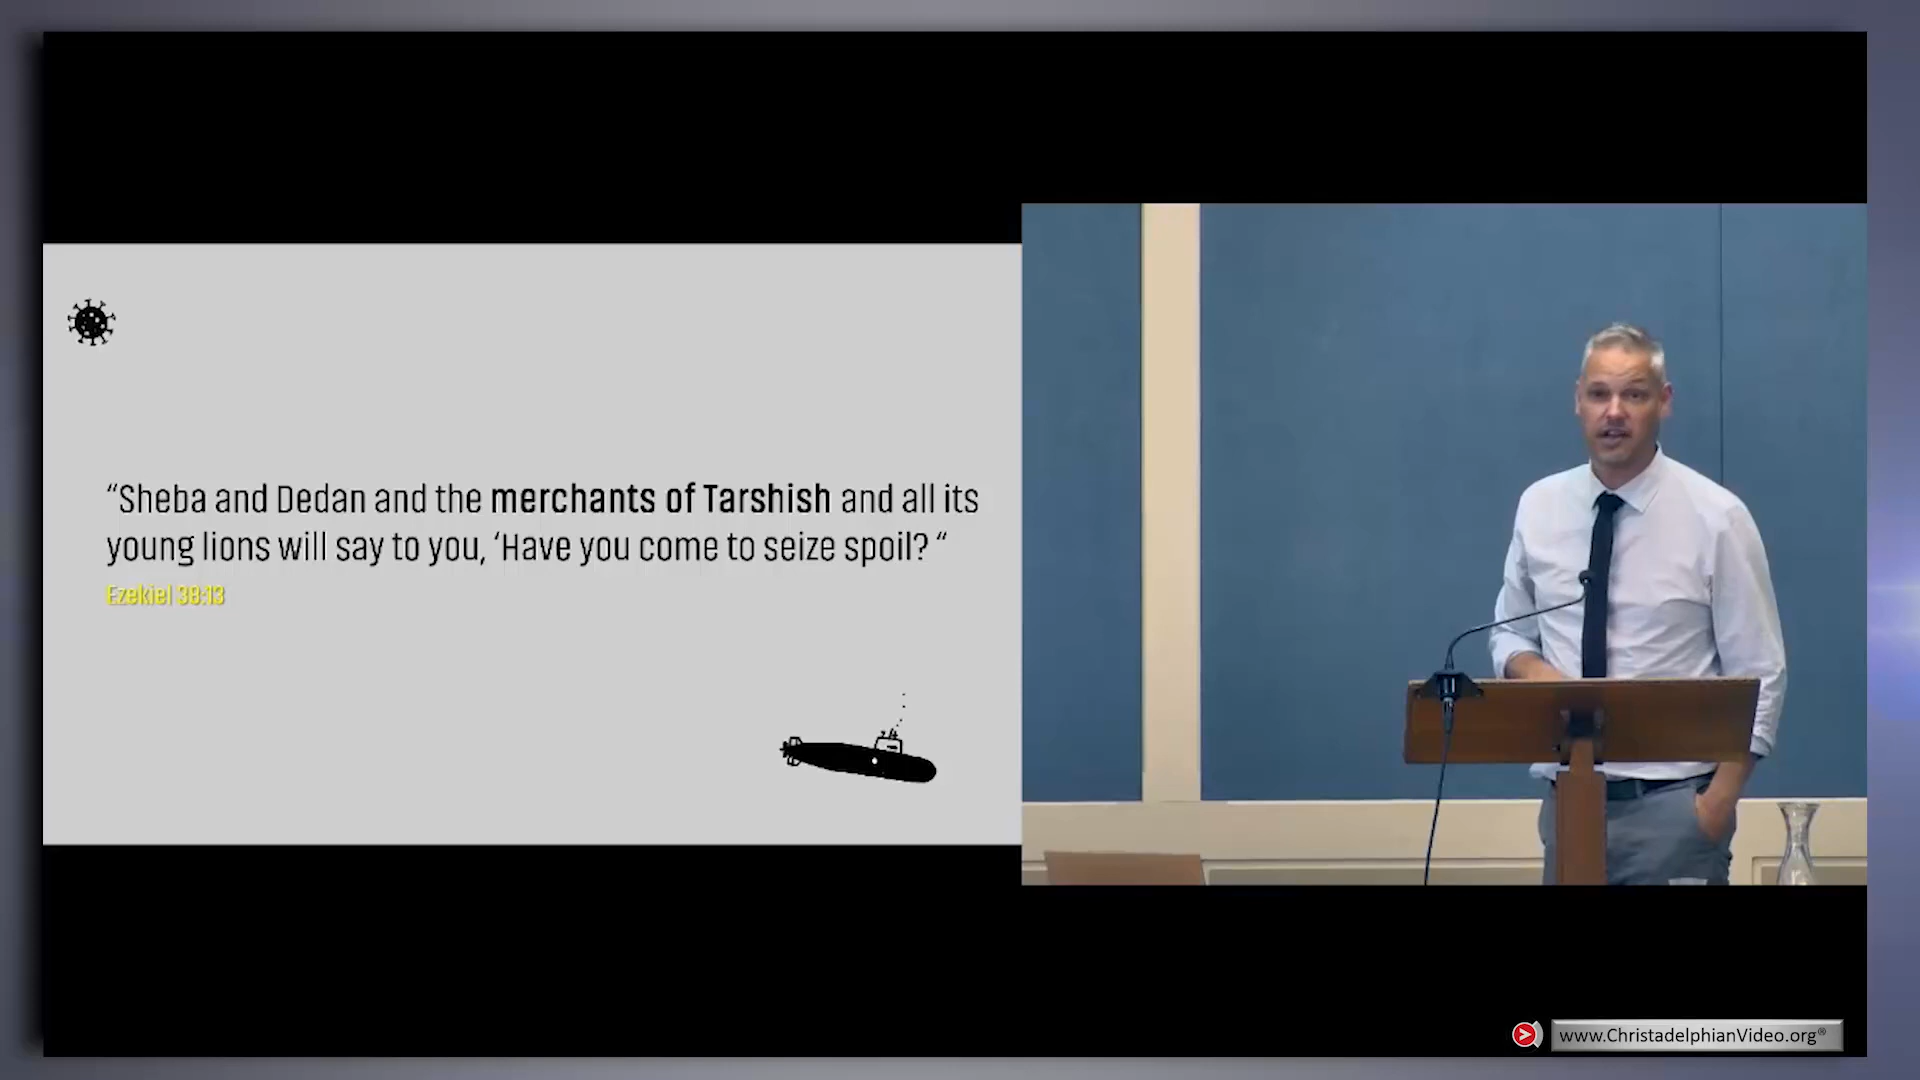 “Sheba and Dedan and the merchants of Tarshish and all its
young lions will say to you, ‘Have you come to seize spoil? “
Ezekiel 38:13
www.ChristadelphianVideo.org®